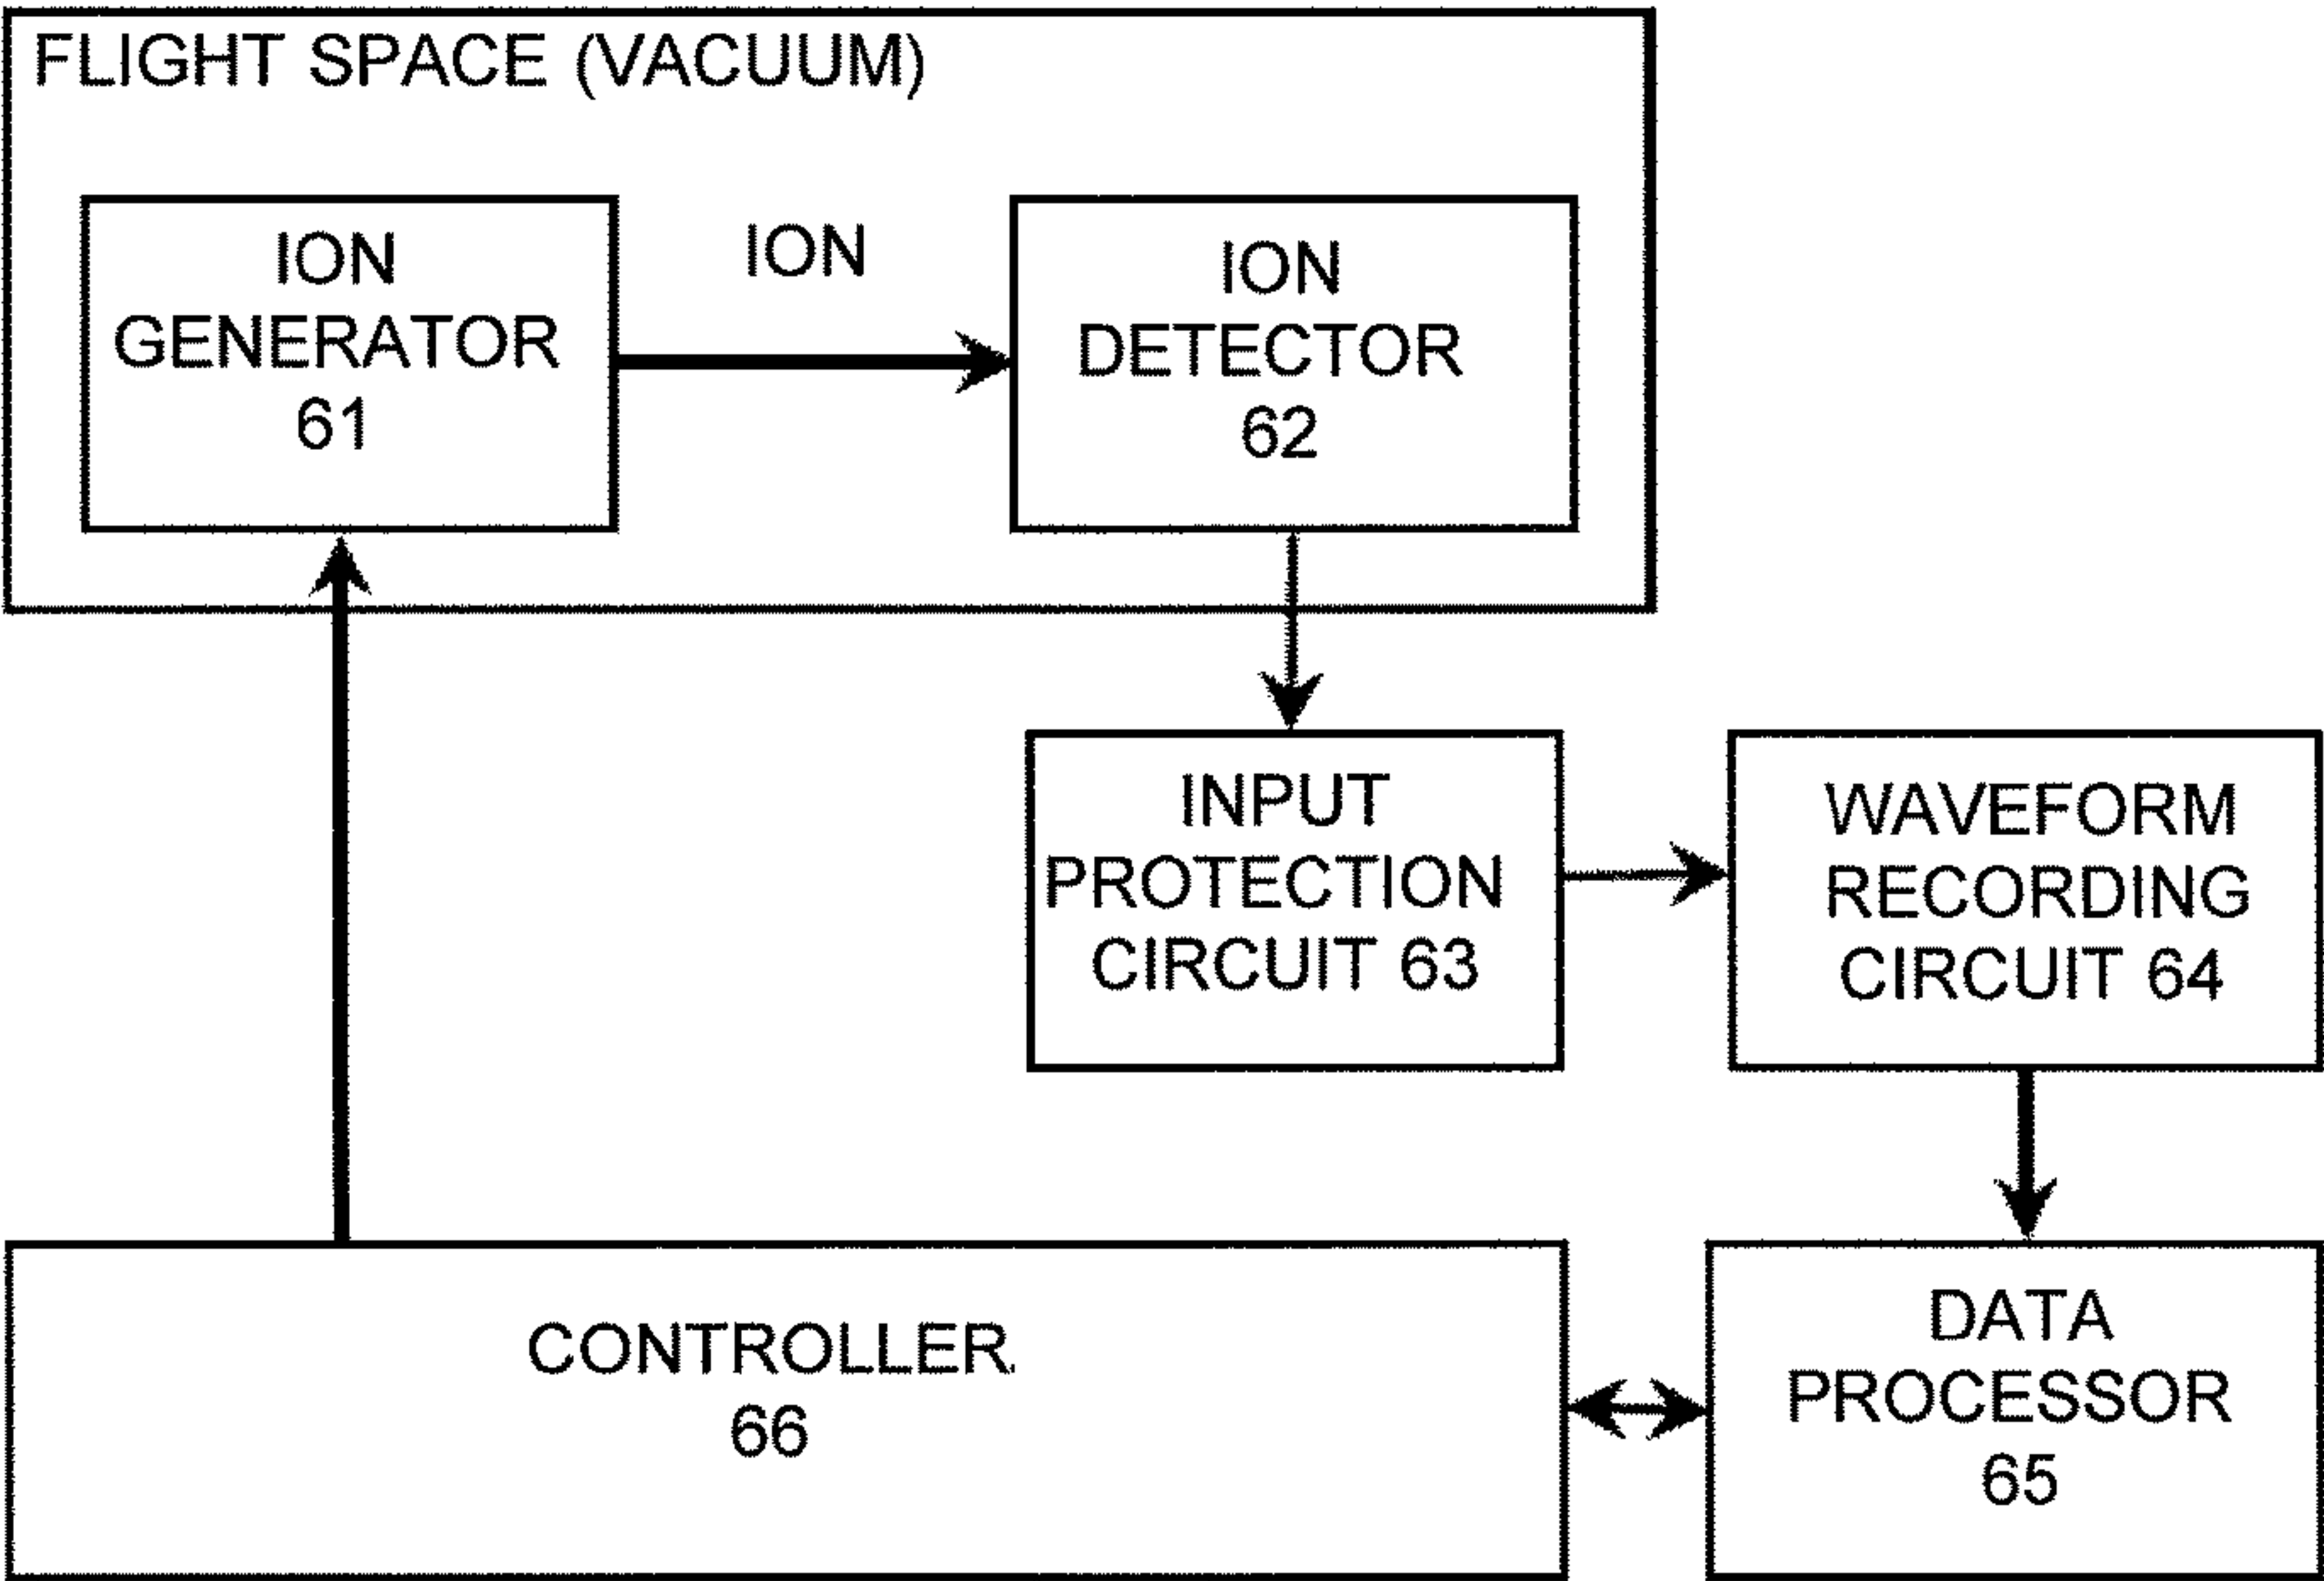 FLIGHT SPACE (VACUUM)
ION
GENERATOR
61
ION
ION
DETECTOR
62
INPUT
PROTECTION
CIRCUIT 63
WAVEFORM
RECORDING
CIRCUIT 64
CONTROLLER
66
DATA
PROCESSOR
65